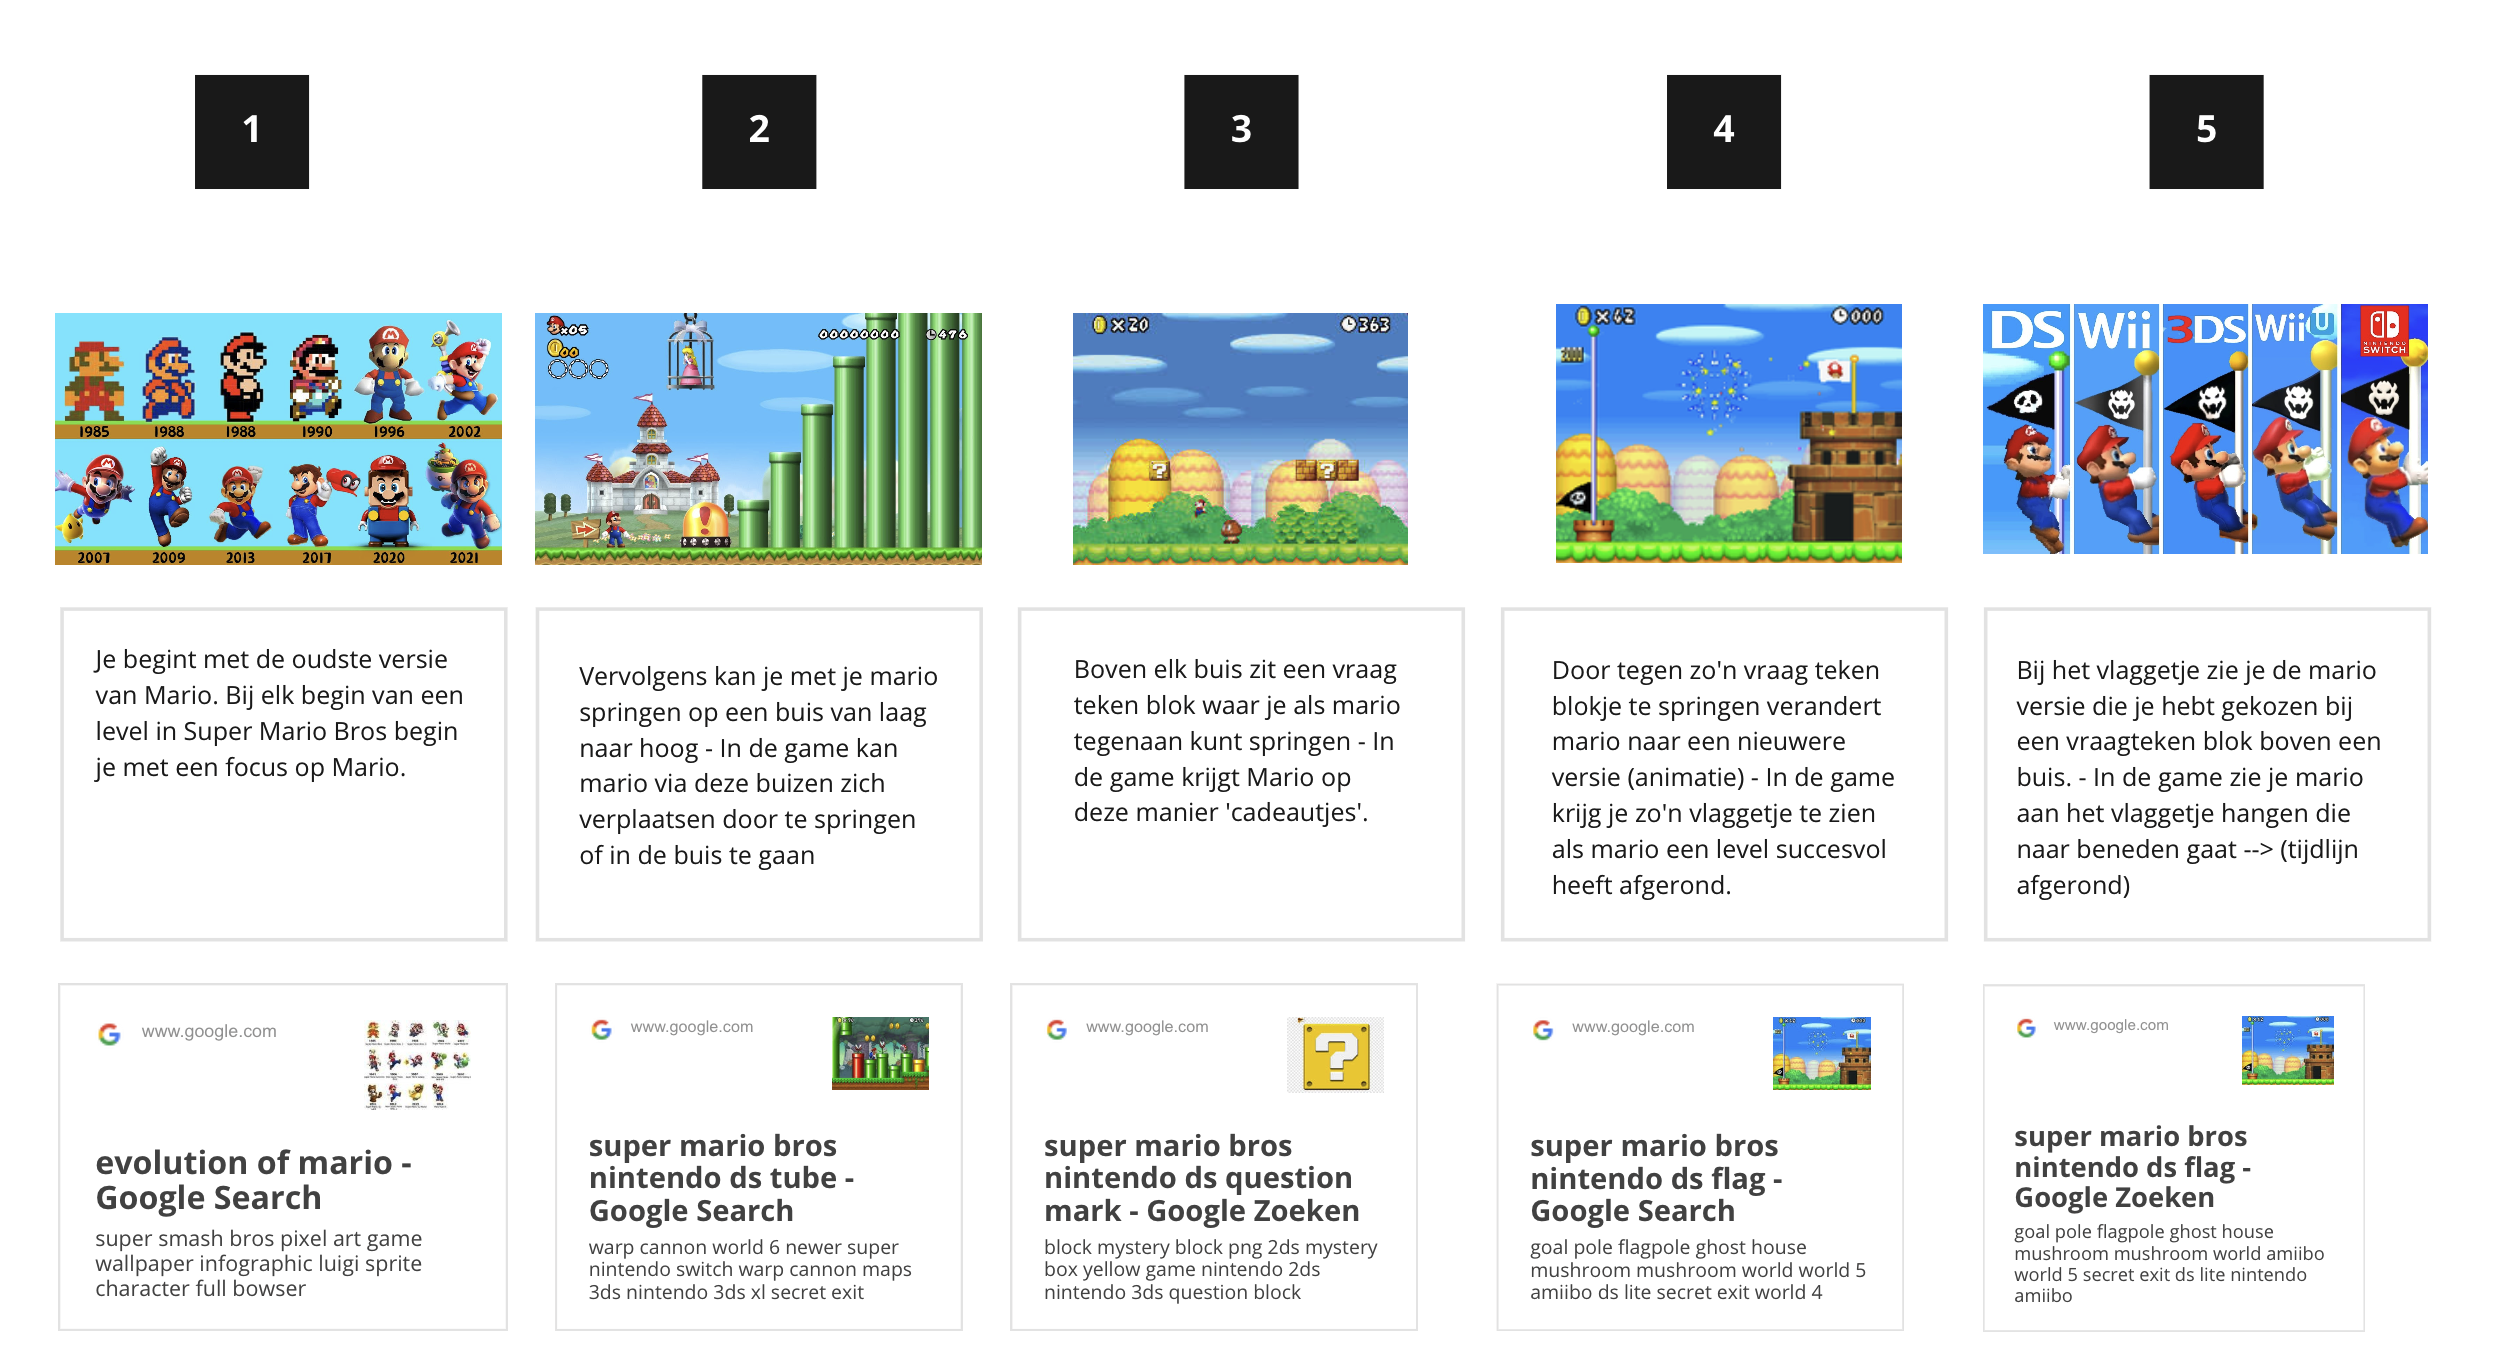 1
2
3
4
5
1985
1988
1988
1990
1996
2002
2007
2009
2013
2017
2020
2021
x05
00
00000000
476
x20
363
?
?
x42
000
DS
Wii
3DS
Wii U
NINTENDO
SWITCH
Je begint met de oudste versie
van Mario. Bij elk begin van een
level in Super Mario Bros begin
je met een focus op Mario.
Vervolgens kan je met je mario
springen op een buis van laag
naar hoog - In de game kan
mario via deze buizen zich
verplaatsen door te springen
of in de buis te gaan
Boven elk buis zit een vraag
teken blok waar je als mario
tegenaan kunt springen - In
de game krijgt Mario op
deze manier 'cadeautjes'.
Door tegen zo'n vraag teken
blokje te springen verandert
mario naar een nieuwere
versie (animatie) - In de game
krijg je zo'n vlaggetje te zien
als mario een level succesvol
heeft afgerond.
Bij het vlaggetje zie je de mario
versie die je hebt gekozen bij
een vraagteken blok boven een
buis. - In de game zie je mario
aan het vlaggetje hangen die
naar beneden gaat --> (tijdlijn
afgerond)
www.google.com
evolution of mario -
Google Search
super smash bros pixel art game
wallpaper infographic luigi sprite
character full bowser
www.google.com
super mario bros
nintendo ds tube -
Google Search
warp cannon world 6 newer super
nintendo switch warp cannon maps
3ds nintendo 3ds xl secret exit
www.google.com
?
super mario bros
nintendo ds question
mark - Google Zoeken
block mystery block png 2ds mystery
box yellow game nintendo 2ds
nintendo 3ds question block
www.google.com
super mario bros
nintendo ds flag -
Google Search
goal pole flagpole ghost house
mushroom mushroom world world 5
amiibo ds lite secret exit world 4
www.google.com
super mario bros
nintendo ds flag -
Google Zoeken
goal pole flagpole ghost house
mushroom mushroom world amiibo
world 5 secret exit ds lite nintendo
amiibo